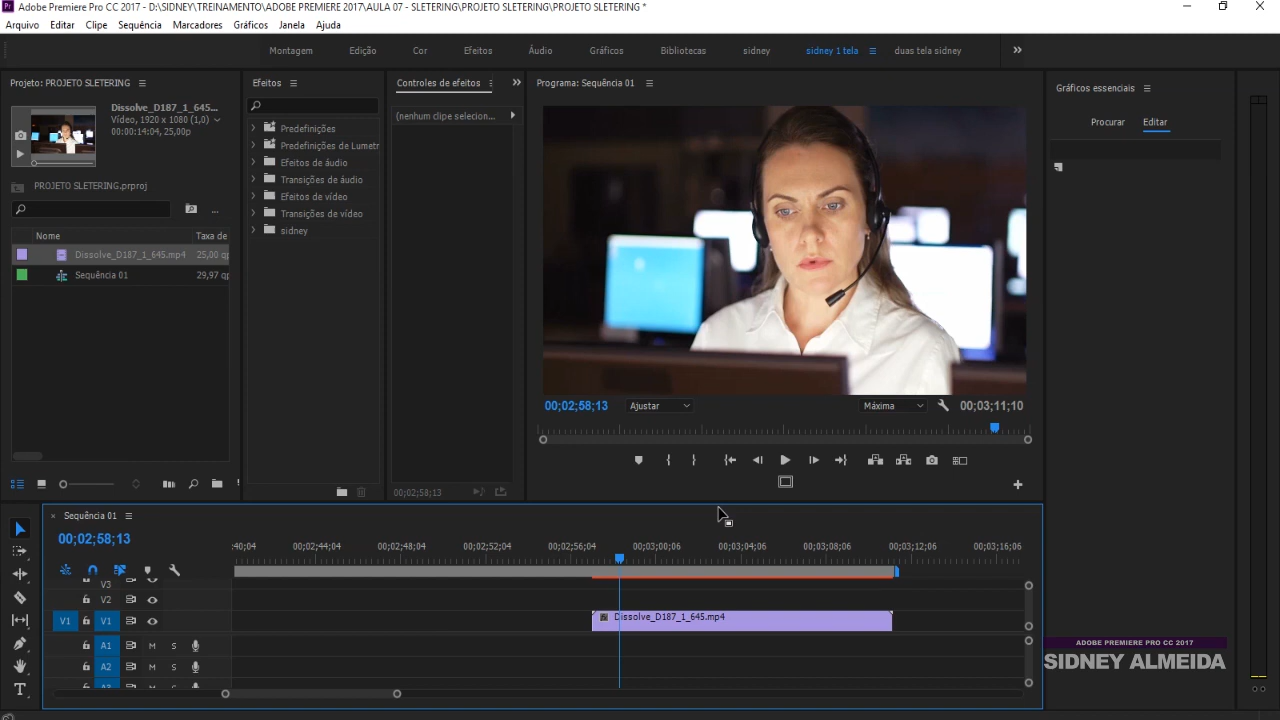 Adobe Premiere Pro CC 2017 - D:\SIDNEY\TREINAMENTO\ADOBE PREMIERE 2017\AULA 07 - SLETERING\PROJETO SLETERING\PROJETO SLETERING *
Arquivo Editar Clipe Sequência Marcadores Gráficos Janela Ajuda
Montagem Edição Cor Efeitos Áudio Gráficos Bibliotecas sidney sidney 1 tela duas tela sidney
Projeto: PROJETO SLETERING
Dissolve_D187_1_645...
Vídeo, 1920 x 1080 (1,0)
00:00:14:04, 25,00p
PROJETO SLETERING.prproj
Nome Taxa de
Dissolve_D187_1_645.mp4 25,00 qp
Sequência 01 29,97 qp
Efeitos
Predefinições
Predefinições de Lumetr
Efeitos de áudio
Transições de áudio
Efeitos de vídeo
Transições de vídeo
sidney
Controles de efeitos
(nenhum clipe selecion...
00;02;58;13
Programa: Sequência 01
00;02;58;13 Ajustar Máxima 00;03;11;10
Gráficos essenciais
Procurar Editar
× Sequência 01
00;02;58;13
;40;04 00;02;44;04 00;02;48;04 00;02;52;04 00;02;56;04 00;03;00;06 00;03;04;06 00;03;08;06 00;03;12;06 00;03;16;06
V3
V2
V1 V1 Dissolve_D187_1_645.mp4
A1 M S
A2 M S
ADOBE PREMIERE PRO CC 2017
SIDNEY ALMEIDA